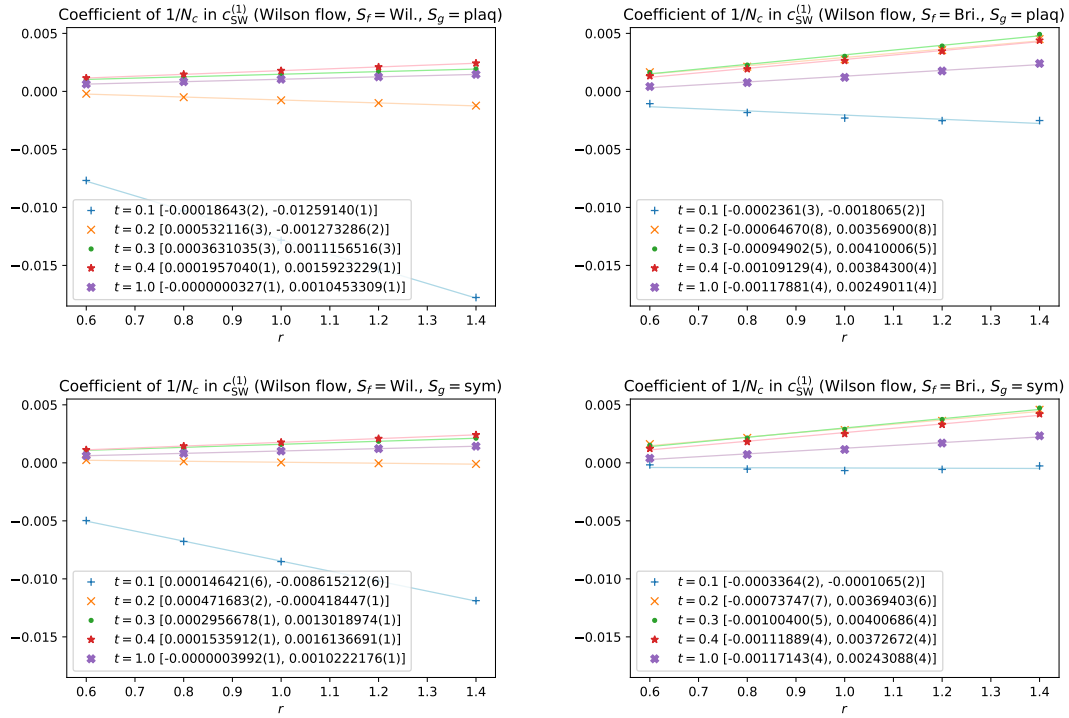 Coefficient of 1/N_c in c_SW^(1) (Wilson flow, S_f = Wil., S_g = plaq)
0.005
0.000
−0.005
−0.010
−0.015
t = 0.1 [-0.00018643(2), -0.01259140(1)]
t = 0.2 [0.000532116(3), -0.001273286(2)]
t = 0.3 [0.0003631035(3), 0.0011156516(3)]
t = 0.4 [0.0001957040(1), 0.0015923229(1)]
t = 1.0 [-0.0000000327(1), 0.0010453309(1)]
0.6 0.7 0.8 0.9 1.0 1.1 1.2 1.3 1.4
r
Coefficient of 1/N_c in c_SW^(1) (Wilson flow, S_f = Bri., S_g = plaq)
0.005
0.000
−0.005
−0.010
−0.015
t = 0.1 [-0.0002361(3), -0.0018065(2)]
t = 0.2 [-0.00064670(8), 0.00356900(8)]
t = 0.3 [-0.00094902(5), 0.00410006(5)]
t = 0.4 [-0.00109129(4), 0.00384300(4)]
t = 1.0 [-0.00117881(4), 0.00249011(4)]
0.6 0.7 0.8 0.9 1.0 1.1 1.2 1.3 1.4
r
Coefficient of 1/N_c in c_SW^(1) (Wilson flow, S_f = Wil., S_g = sym)
0.005
0.000
−0.005
−0.010
−0.015
t = 0.1 [0.000146421(6), -0.008615212(6)]
t = 0.2 [0.000471683(2), -0.000418447(1)]
t = 0.3 [0.0002956678(1), 0.0013018974(1)]
t = 0.4 [0.0001535912(1), 0.0016136691(1)]
t = 1.0 [-0.0000003992(1), 0.0010222176(1)]
0.6 0.7 0.8 0.9 1.0 1.1 1.2 1.3 1.4
r
Coefficient of 1/N_c in c_SW^(1) (Wilson flow, S_f = Bri., S_g = sym)
0.005
0.000
−0.005
−0.010
−0.015
t = 0.1 [-0.0003364(2), -0.0001065(2)]
t = 0.2 [-0.00073747(7), 0.00369403(6)]
t = 0.3 [-0.00100400(5), 0.00400686(4)]
t = 0.4 [-0.00111889(4), 0.00372672(4)]
t = 1.0 [-0.00117143(4), 0.00243088(4)]
0.6 0.7 0.8 0.9 1.0 1.1 1.2 1.3 1.4
r